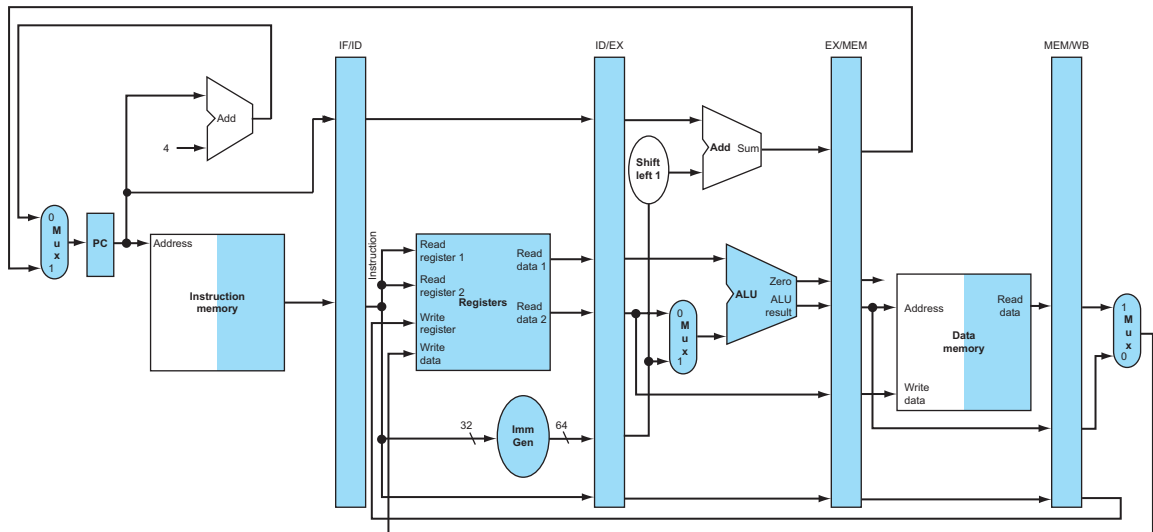 IF/ID
ID/EX
EX/MEM
MEM/WB
Add
4
Add Sum
Shift
left 1
0
M
u
x
1
PC
Address
Instruction
memory
Instruction
Read
register 1
Read
register 2
Write
register
Write
data
Registers
Read
data 1
Read
data 2
0
M
u
x
1
ALU
Zero
ALU
result
Address
Read
data
Data
memory
Write
data
1
M
u
x
0
32
Imm
Gen
64